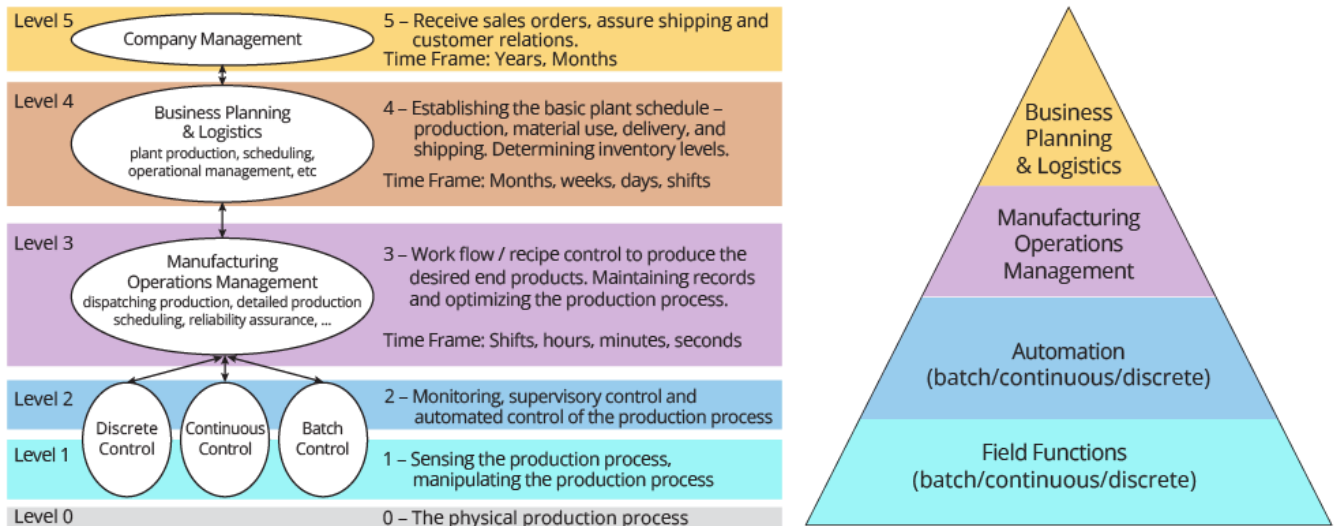 Level 5
Company Management
5 – Receive sales orders, assure shipping and
customer relations.
Time Frame: Years, Months
Level 4
Business Planning
& Logistics
plant production, scheduling,
operational management, etc
4 – Establishing the basic plant schedule –
production, material use, delivery, and
shipping. Determining inventory levels.
Time Frame: Months, weeks, days, shifts
Level 3
Manufacturing
Operations Management
dispatching production, detailed production
scheduling, reliability assurance, ...
3 – Work flow / recipe control to produce the
desired end products. Maintaining records
and optimizing the production process.
Time Frame: Shifts, hours, minutes, seconds
Level 2
Discrete
Control
Continuous
Control
Batch
Control
2 – Monitoring, supervisory control and
automated control of the production process
Level 1
1 – Sensing the production process,
manipulating the production process
Level 0
0 – The physical production process
Business
Planning
& Logistics
Manufacturing
Operations
Management
Automation
(batch/continuous/discrete)
Field Functions
(batch/continuous/discrete)